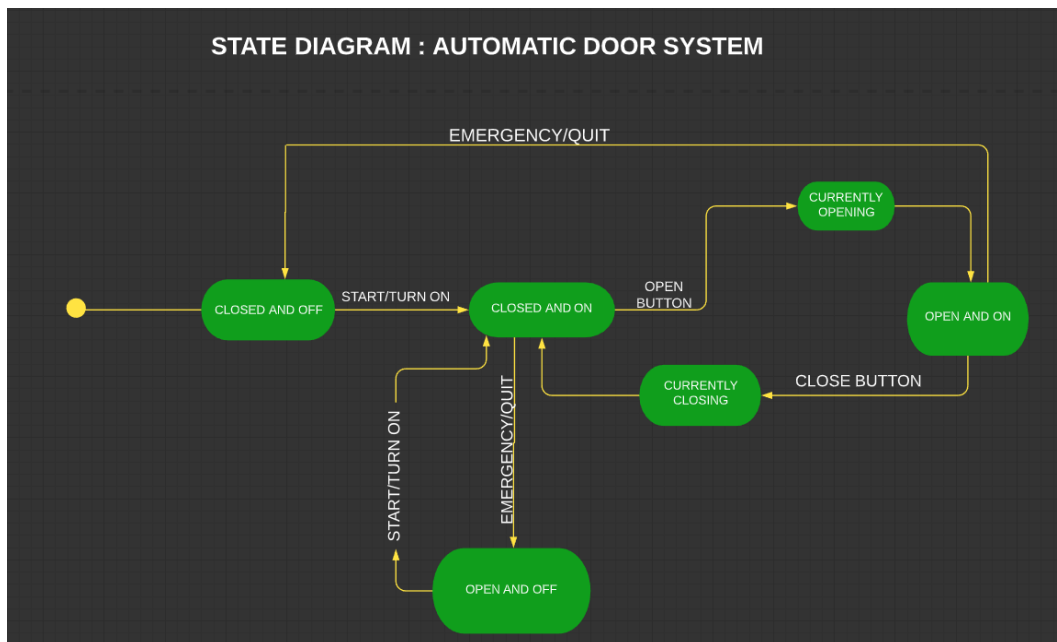 STATE DIAGRAM : AUTOMATIC DOOR SYSTEM
EMERGENCY/QUIT
CURRENTLY
OPENING
CLOSED AND OFF
START/TURN ON
CLOSED AND ON
OPEN
BUTTON
OPEN AND ON
CURRENTLY
CLOSING
CLOSE BUTTON
START/TURN ON
EMERGENCY/QUIT
OPEN AND OFF